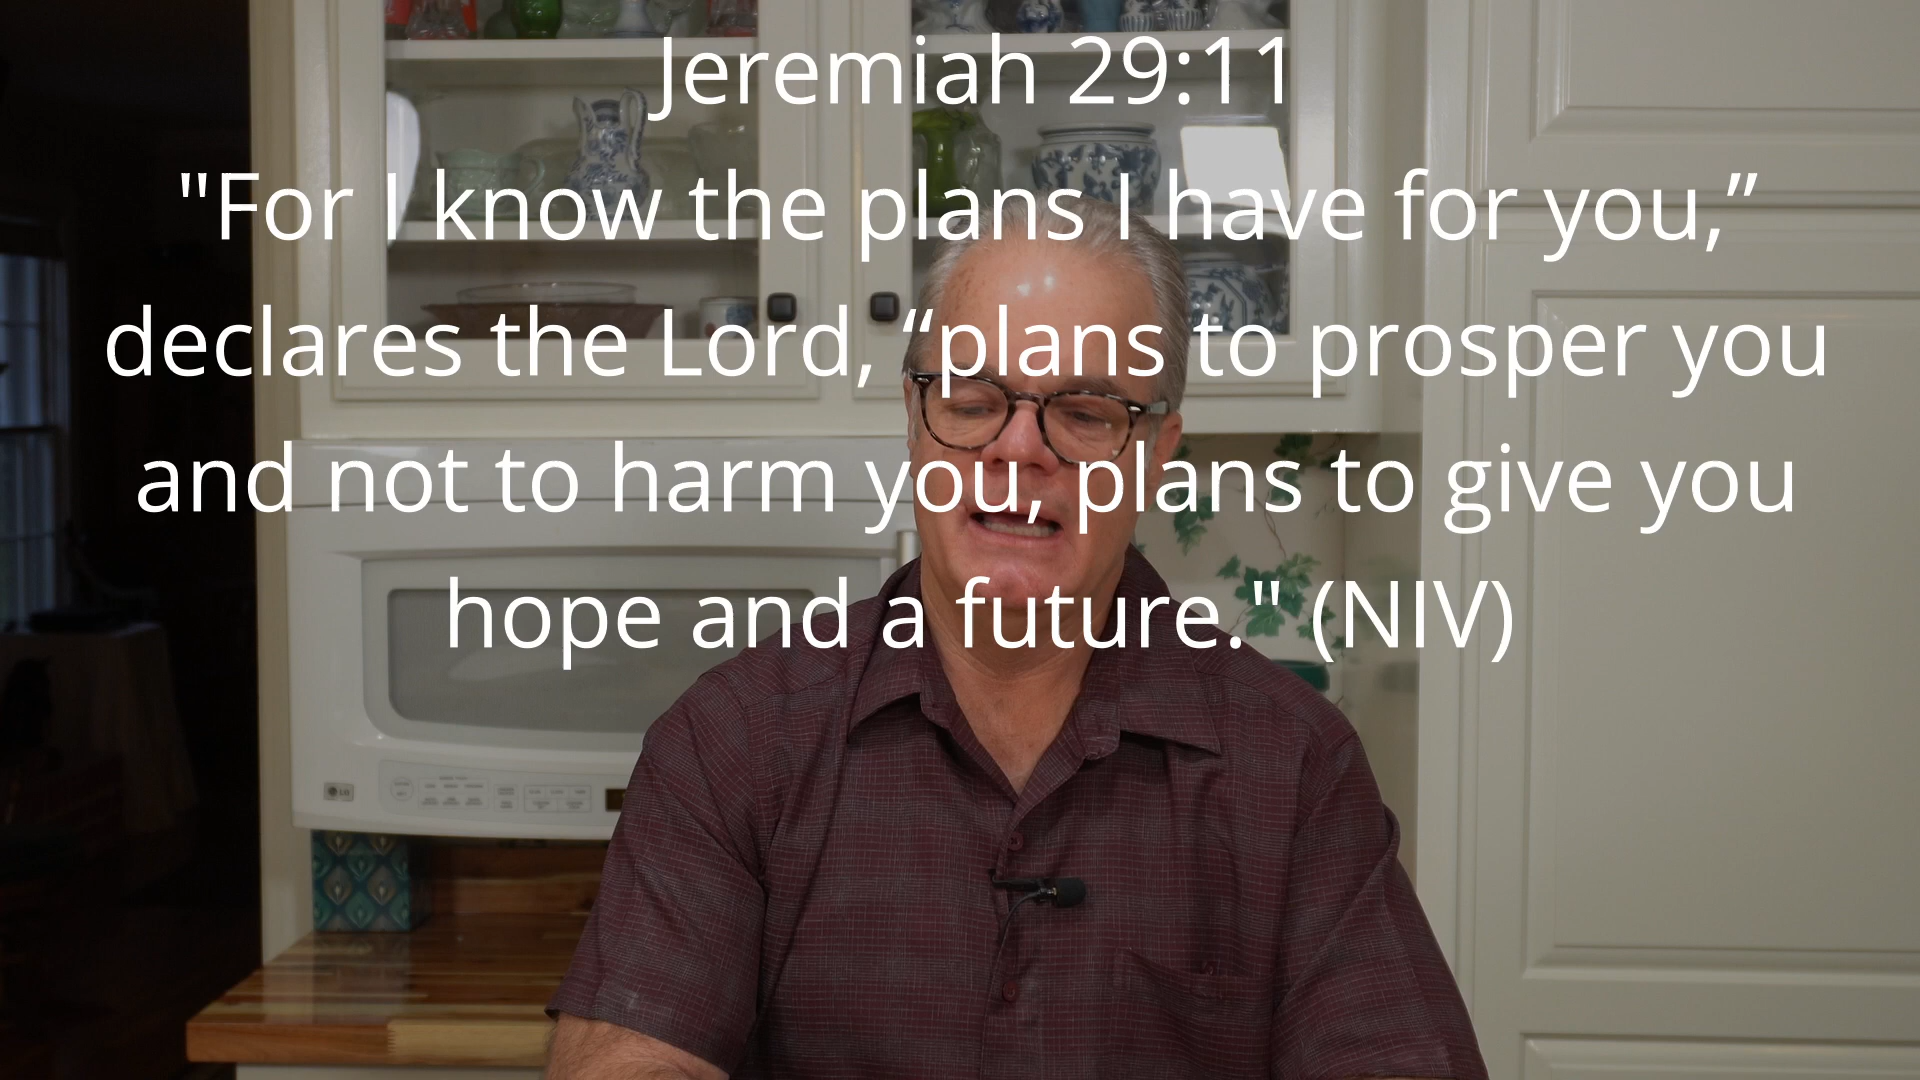 Jeremiah 29:11
"For I know the plans I have for you,”
declares the Lord, “plans to prosper you
and not to harm you, plans to give you
hope and a future." (NIV)
LG